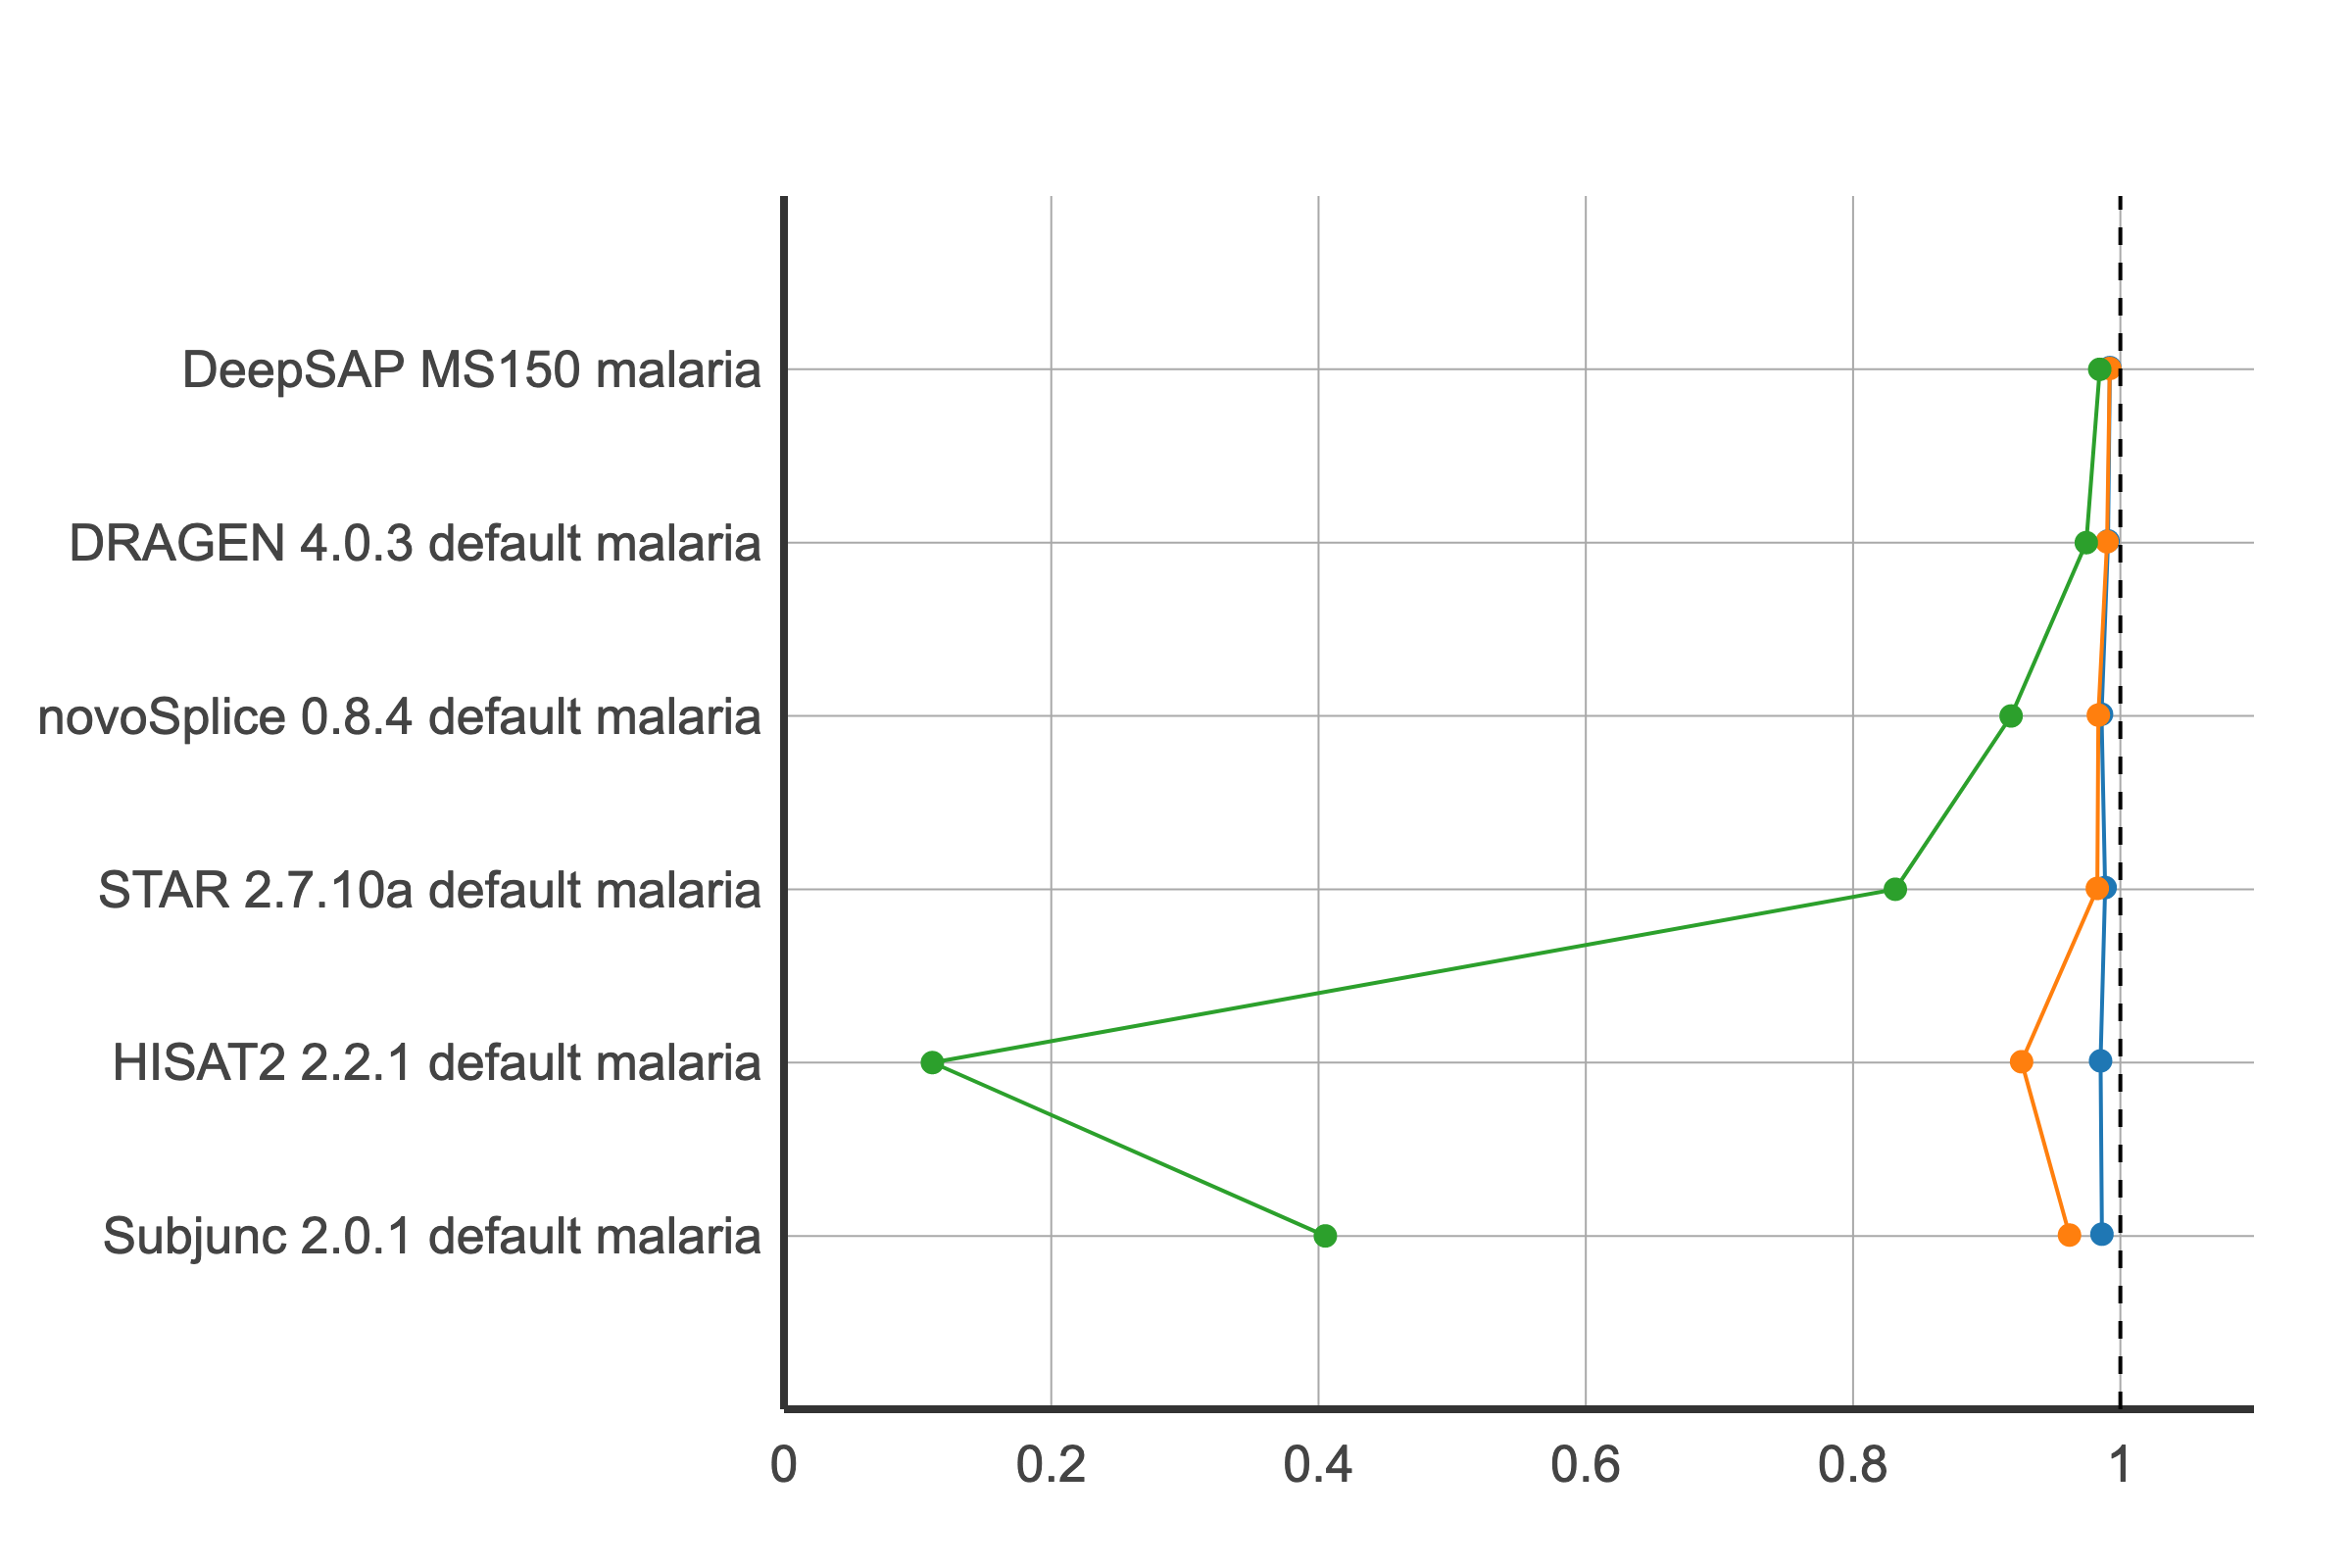 DeepSAP MS150 malaria
DRAGEN 4.0.3 default malaria
novoSplice 0.8.4 default malaria
STAR 2.7.10a default malaria
HISAT2 2.2.1 default malaria
Subjunc 2.0.1 default malaria
0 0.2 0.4 0.6 0.8 1